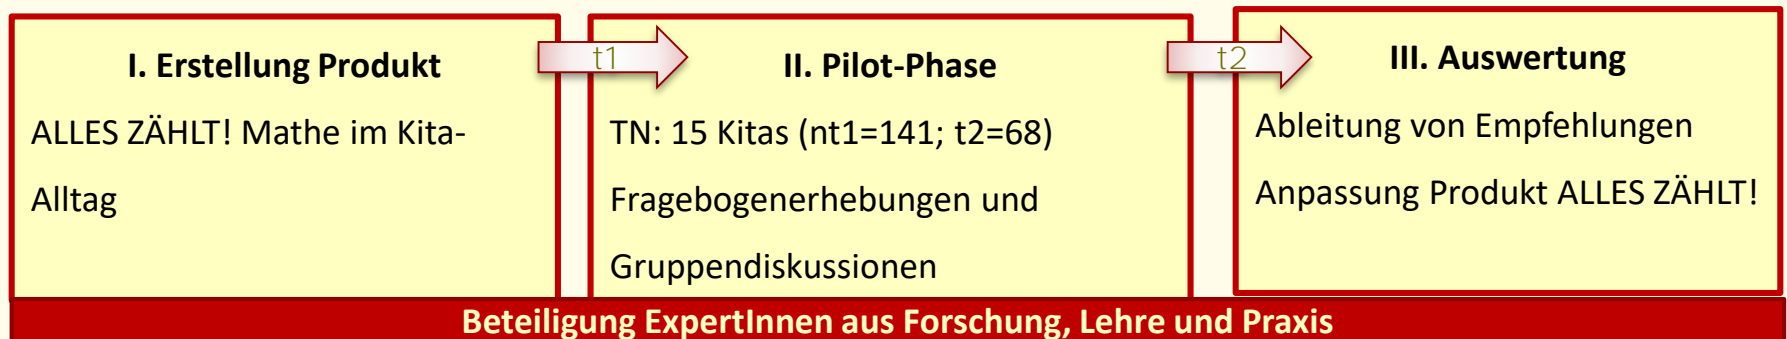 I. Erstellung Produkt
ALLES ZÄHLT! Mathe im Kita-
Alltag
t1
II. Pilot-Phase
TN: 15 Kitas (nt1=141; t2=68)
Fragebogenerhebungen und
Gruppendiskussionen
t2
III. Auswertung
Ableitung von Empfehlungen
Anpassung Produkt ALLES ZÄHLT!
Beteiligung ExpertInnen aus Forschung, Lehre und Praxis